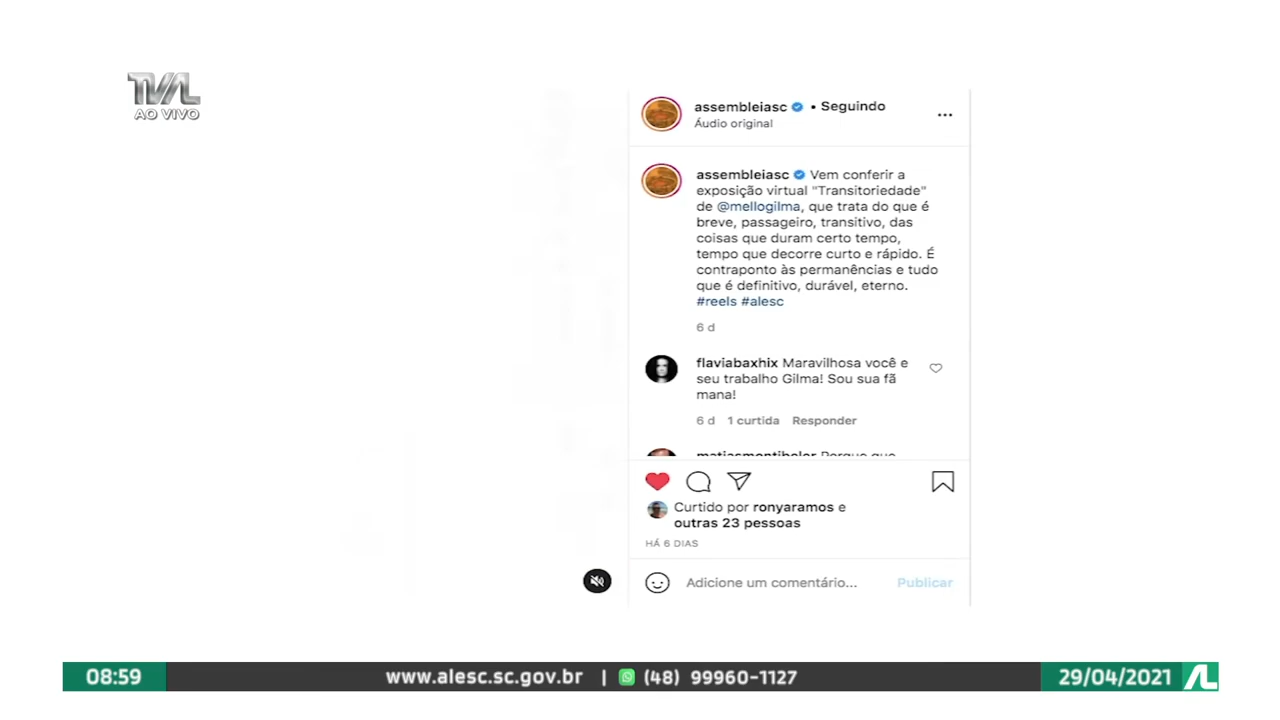 TVAL
AO VIVO
assembleiasc • Seguindo
Áudio original
assembleiasc Vem conferir a
exposição virtual "Transitoriedade"
de @mellogilma, que trata do que é
breve, passageiro, transitivo, das
coisas que duram certo tempo,
tempo que decorre curto e rápido. É
contraponto às permanências e tudo
que é definitivo, durável, eterno.
#reels #alesc
6 d
flaviabaxhix Maravilhosa você e
seu trabalho Gilma! Sou sua fã
mana!
6 d 1 curtida Responder
Curtido por ronyaramos e
outras 23 pessoas
HÁ 6 DIAS
Adicione um comentário... Publicar
08:59 www.alesc.sc.gov.br | (48) 99960-1127 29/04/2021 AL